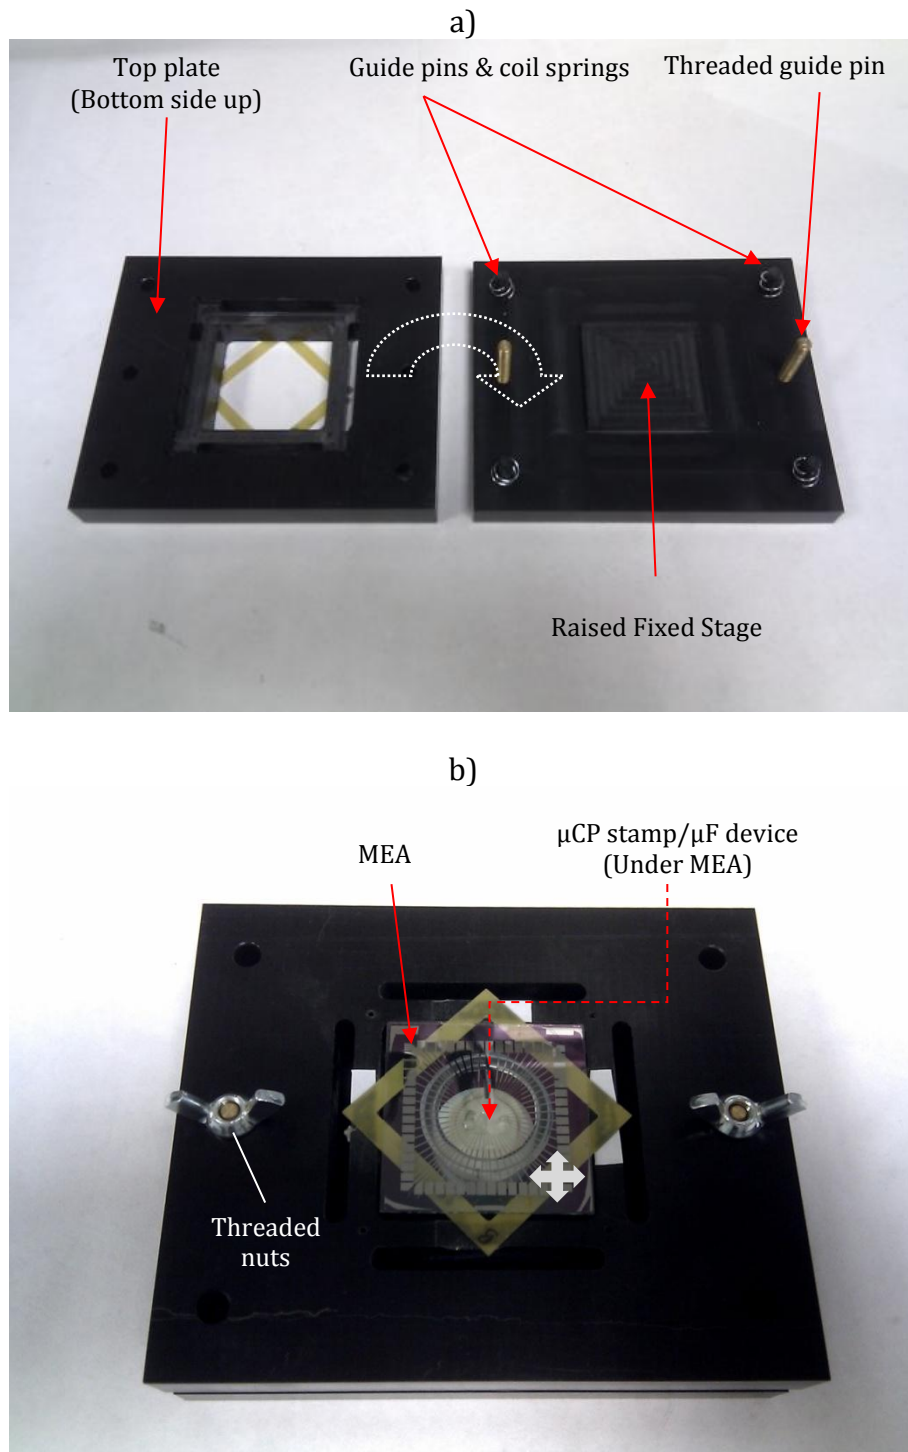 a)
Top plate
(Bottom side up)
Guide pins & coil springs
Threaded guide pin
Raised Fixed Stage
b)
MEA
µCP stamp/µF device
(Under MEA)
Threaded
nuts